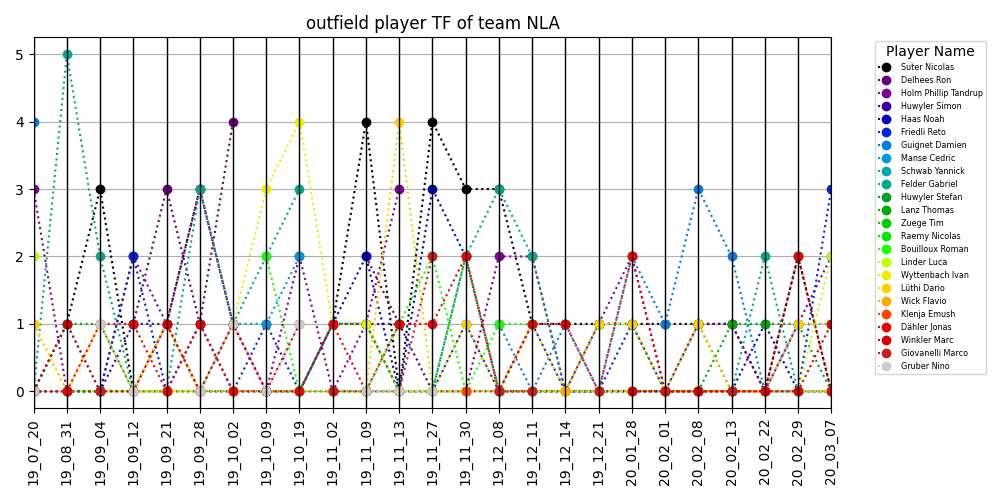 outfield player TF of team NLA
5
4
3
2
1
0
19_07_20
19_08_31
19_09_04
19_09_12
19_09_21
19_09_28
19_10_02
19_10_09
19_10_19
19_11_02
19_11_09
19_11_13
19_11_27
19_11_30
19_12_08
19_12_11
19_12_14
19_12_21
20_01_28
20_02_01
20_02_08
20_02_13
20_02_22
20_02_29
20_03_07
Player Name
Suter Nicolas
Delhees Ron
Holm Phillip Tandrup
Huwyler Simon
Haas Noah
Friedli Reto
Guignet Damien
Manse Cedric
Schwab Yannick
Felder Gabriel
Huwyler Stefan
Lanz Thomas
Zuege Tim
Raemy Nicolas
Bouilloux Roman
Linder Luca
Wyttenbach Ivan
Lüthi Dario
Wick Flavio
Klenja Emush
Dähler Jonas
Winkler Marc
Giovanelli Marco
Gruber Nino